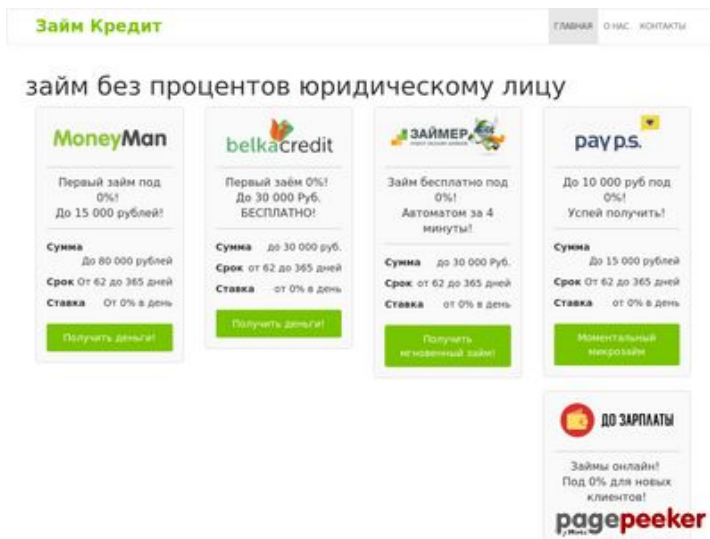 Займ Кредит
ГЛАВНАЯ О НАС. КОНТАКТЫ
займ без процентов юридическому лицу
MoneyMan
Первый займ под
0%!
До 15 000 рублей!
Сумма
До 80 000 рублей
Срок От 62 до 365 дней
Ставка От 0% в день
Получить деньги!
belkacredit
Первый заём 0%!
До 30 000 Руб.
БЕСПЛАТНО!
Сумма до 30 000 руб.
Срок от 62 до 365 дней
Ставка от 0% в день
Получить деньги!
ЗАЙМЕР
Займ бесплатно под
0%!
Автоматом за 4
минуты!
Сумма до 30 000 Руб.
Срок от 62 до 365 дней
Ставка от 0% в день
Получить
мгновенный займ!
pay p.s.
До 10 000 руб под
0%!
Успей получить!
Сумма
До 15 000 рублей
Срок От 62 до 365 дней
Ставка от 0% в день
Моментальный
микрозайм
ДО ЗАРПЛАТЫ
Займы онлайн!
Под 0% для новых
клиентов!
pagepeeker